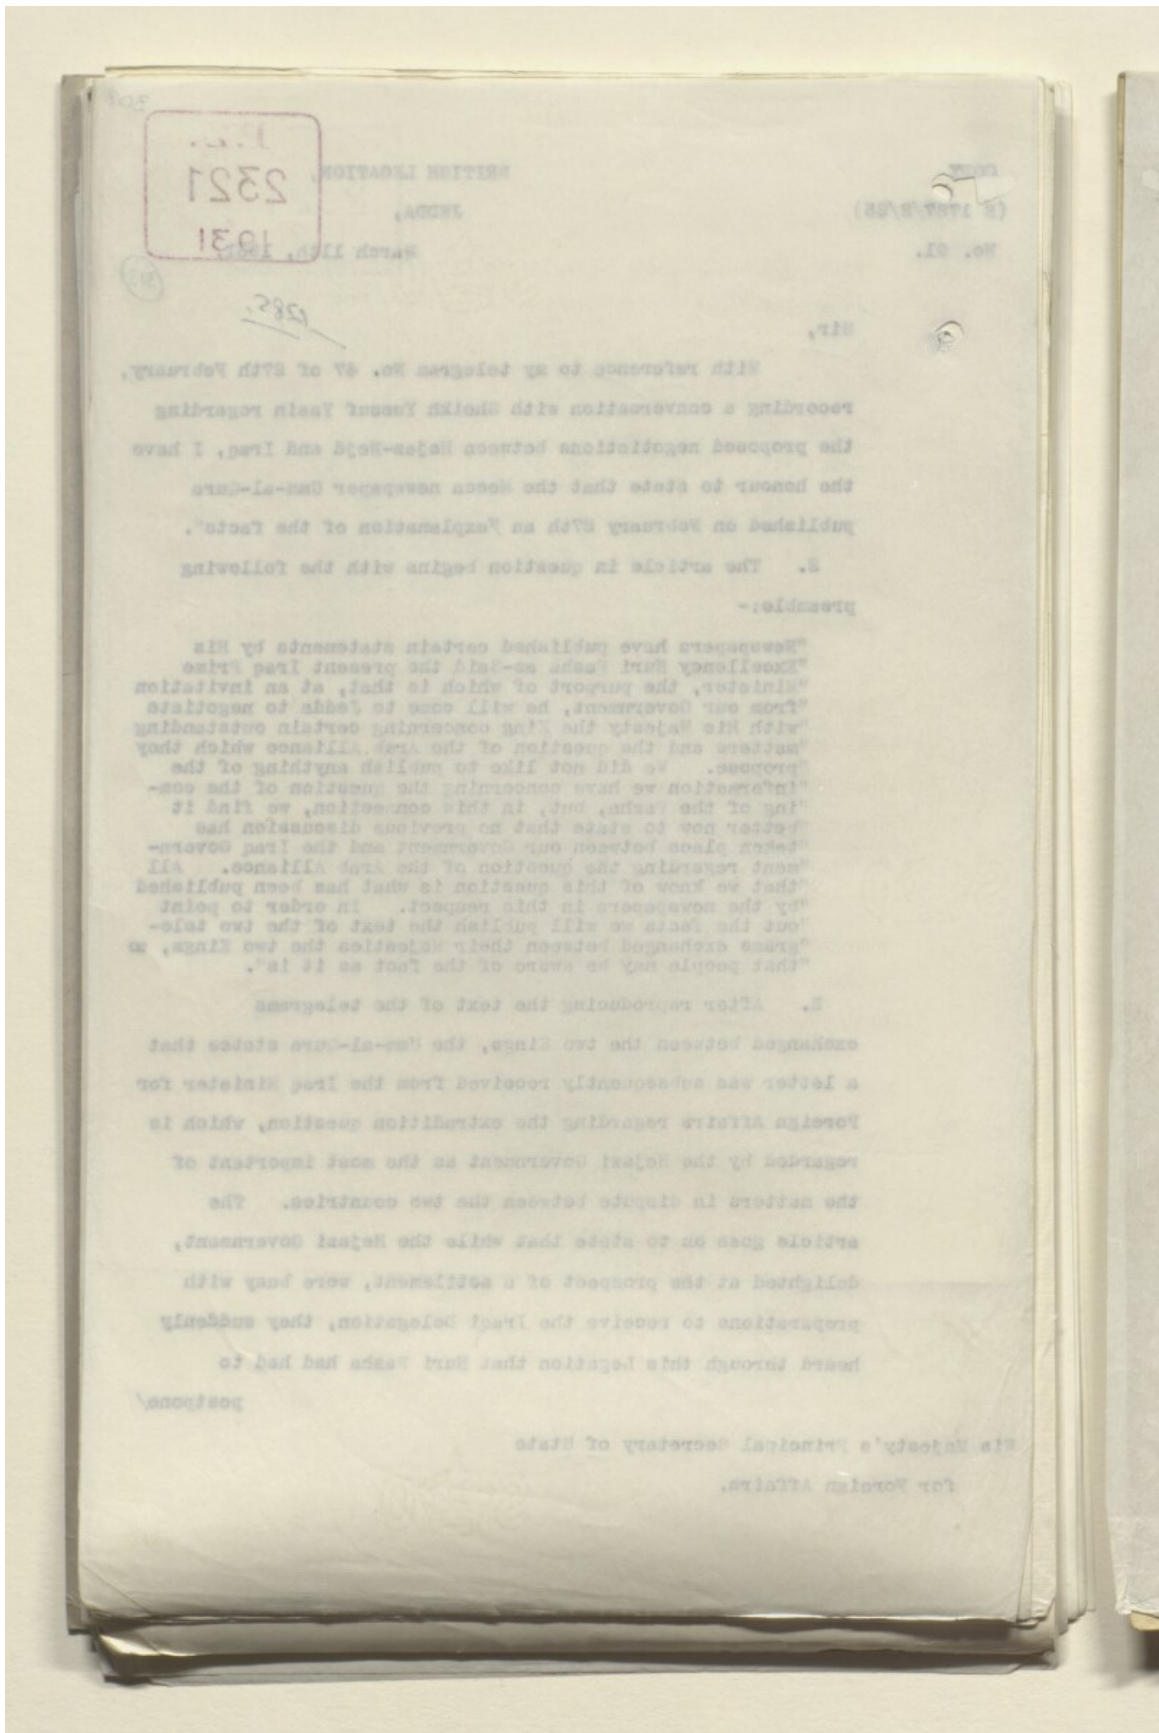 P.Z.
2321
1931
COPY
BRITISH LEGATION,
(E 1787/2/25)
JEDDA,
No. 91.
March 11th, 1931.
1285.
Sir,
With reference to my telegram No. 47 of 27th February,
recording a conversation with Sheikh Yussuf Yasin regarding
the proposed negotiations between Hejaz-Nejd and Iraq, I have
the honour to state that the Mecca newspaper Umm-al-Qura
published on February 27th an "explanation of the facts".
2. The article in question begins with the following
preamble:-
"Newspapers have published certain statements by His
"Excellency Nuri Pasha as-Said the present Iraq Prime
"Minister, the purport of which is that, at an invitation
"from our Government, he will come to Jedda to negotiate
"with His Majesty the King concerning certain outstanding
"matters and the question of the Arab Alliance which they
"propose. We did not like to publish anything of the
"information we have concerning the question of the com-
"ing of the Pasha, but, in this connection, we find it
"better now to state that no previous discussion has
"taken place between our Government and the Iraq Govern-
"ment regarding the question of the Arab Alliance. All
"that we know of this question is what has been published
"by the newspapers in this respect. In order to point
"out the facts we will publish the text of the two tele-
"grams exchanged between their Majesties the two Kings, so
"that people may be aware of the fact as it is".
3. After reproducing the text of the telegrams
exchanged between the two Kings, the Umm-al-Qura states that
a letter was subsequently received from the Iraq Minister for
Foreign Affairs regarding the extradition question, which is
regarded by the Hejazi Government as the most important of
the matters in dispute between the two countries. The
article goes on to state that while the Hejazi Government,
delighted at the prospect of a settlement, were busy with
preparations to receive the Iraqi Delegation, they suddenly
heard through this Legation that Nuri Pasha had had to
postpone/
His Majesty's Principal Secretary of State
for Foreign Affairs.